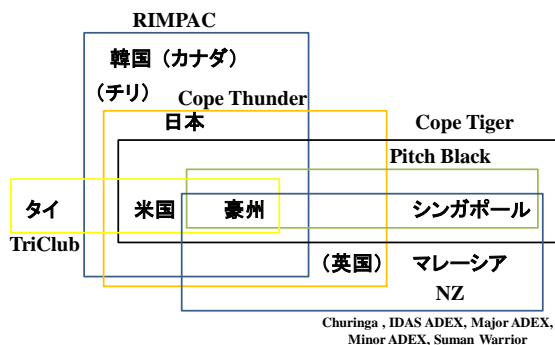 RIMPAC
韓国(カナダ)
(チリ)
Cope Thunder
日本
Cope Tiger
Pitch Black
タイ
米国
豪州
シンガポール
TriClub
(英国)
マレーシア
NZ
Churinga , IDAS ADEX, Major ADEX,
Minor ADEX, Suman Warrior